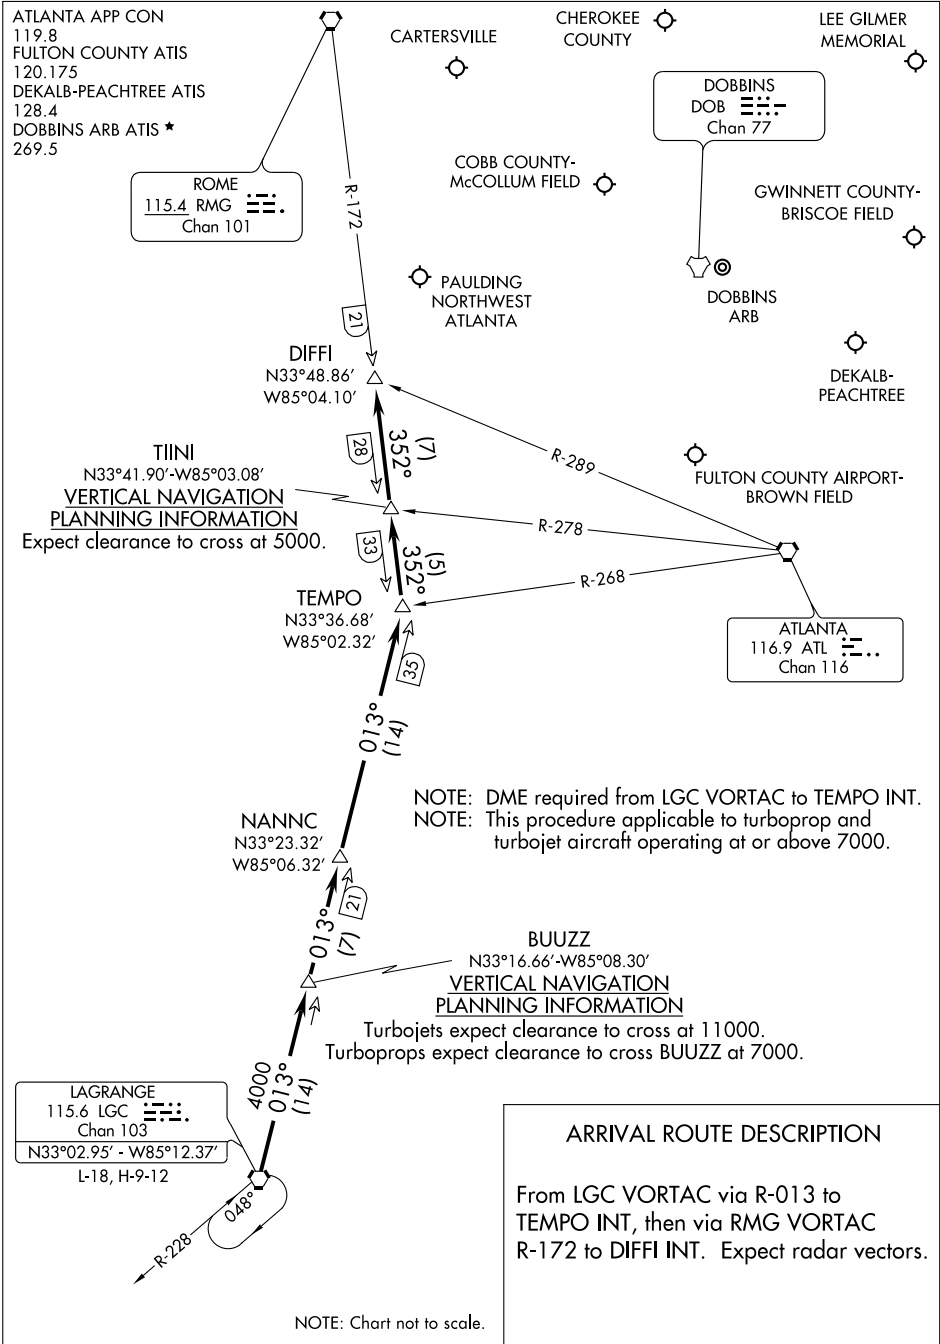 ATLANTA APP CON
119.8
FULTON COUNTY ATIS
120.175
DEKALB-PEACHTREE ATIS
128.4
DOBBINS ARB ATIS ★
269.5
CARTERSVILLE
CHEROKEE
COUNTY
LEE GILMER
MEMORIAL
DOBBINS
DOB
Chan 77
COBB COUNTY-
McCOLLUM FIELD
ROME
115.4 RMG
Chan 101
R-172
GWINNETT COUNTY-
BRISCOE FIELD
PAULDING
NORTHWEST
ATLANTA
DOBBINS
ARB
21
DIFFI
N33°48.86′
W85°04.10′
DEKALB-
PEACHTREE
352°
(7)
28
R-289
TIINI
N33°41.90′-W85°03.08′
VERTICAL NAVIGATION
PLANNING INFORMATION
Expect clearance to cross at 5000.
FULTON COUNTY AIRPORT-
BROWN FIELD
R-278
33
352°
(5)
R-268
TEMPO
N33°36.68′
W85°02.32′
ATLANTA
116.9 ATL
Chan 116
35
013°
(14)
NOTE: DME required from LGC VORTAC to TEMPO INT.
NOTE: This procedure applicable to turboprop and
turbojet aircraft operating at or above 7000.
NANNC
N33°23.32′
W85°06.32′
21
013°
(7)
BUUZZ
N33°16.66′-W85°08.30′
VERTICAL NAVIGATION
PLANNING INFORMATION
Turbojets expect clearance to cross at 11000.
Turboprops expect clearance to cross BUUZZ at 7000.
4000
013°
(14)
LAGRANGE
115.6 LGC
Chan 103
N33°02.95′ - W85°12.37′
L-18, H-9-12
048°
R-228
ARRIVAL ROUTE DESCRIPTION
From LGC VORTAC via R-013 to
TEMPO INT, then via RMG VORTAC
R-172 to DIFFI INT. Expect radar vectors.
NOTE: Chart not to scale.